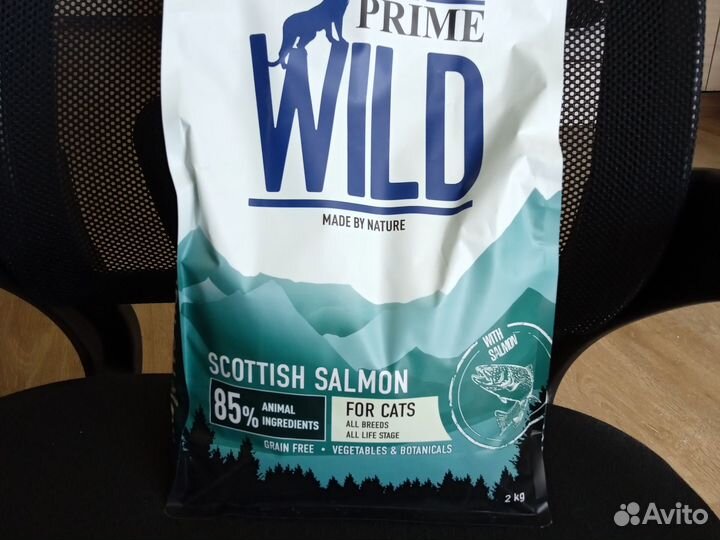 PRIME
WILD
MADE BY NATURE
WITH
SALMON
SCOTTISH SALMON
85% ANIMAL
INGREDIENTS
FOR CATS
ALL BREEDS
ALL LIFE STAGE
GRAIN FREE • VEGETABLES & BOTANICALS
2 kg
Avito